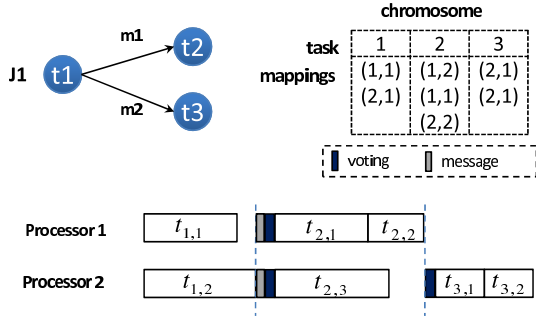 chromosome
J1
t1
m1
t2
m2
t3
task 1 2 3
mappings (1,1) (1,2) (2,1)
(2,1) (1,1) (2,1)
(2,2)
voting message
Processor 1 t1,1 t2,1 t2,2
Processor 2 t1,2 t2,3 t3,1 t3,2